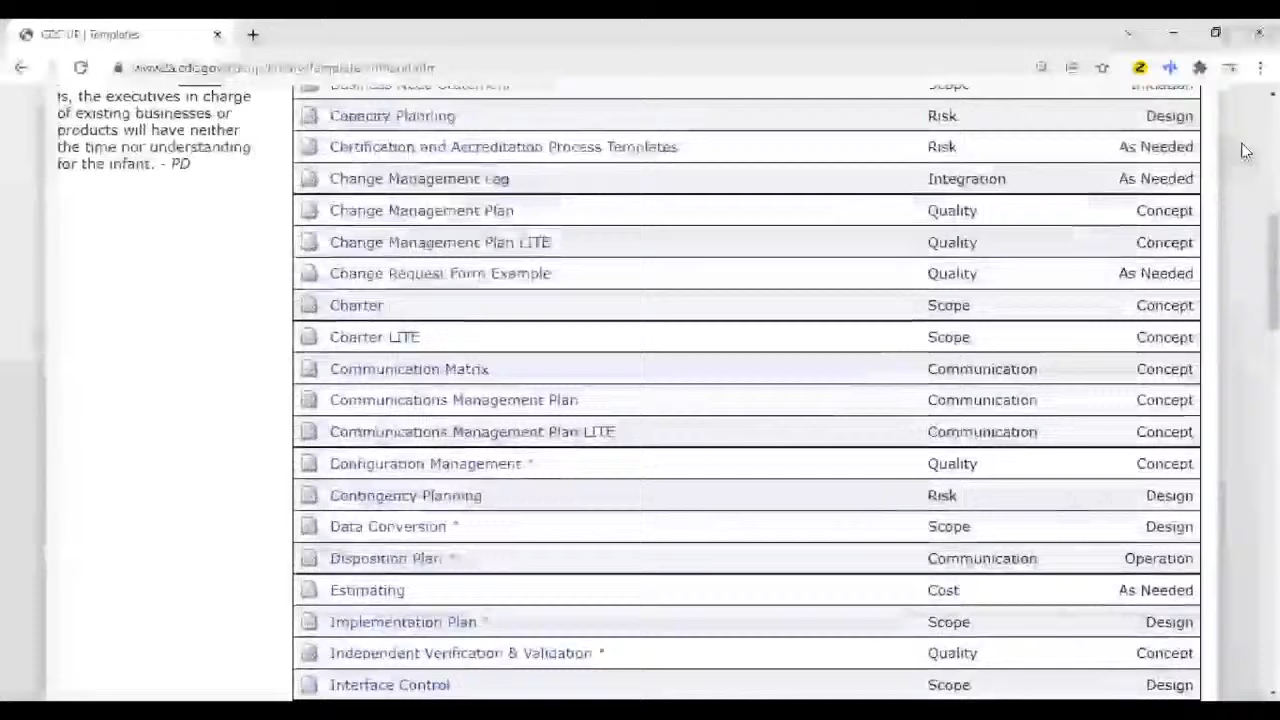 CDC UP | Templates
is, the executives in charge
of existing businesses or
products will have neither
the time nor understanding
for the infant. - PD
Business Need Statement Scope Initiation
Capacity Planning Risk Design
Certification and Accreditation Process Templates Risk As Needed
Change Management Log Integration As Needed
Change Management Plan Quality Concept
Change Management Plan LITE Quality Concept
Change Request Form Example Quality As Needed
Charter Scope Concept
Charter LITE Scope Concept
Communication Matrix Communication Concept
Communications Management Plan Communication Concept
Communications Management Plan LITE Communication Concept
Configuration Management * Quality Concept
Contingency Planning Risk Design
Data Conversion * Scope Design
Disposition Plan * Communication Operation
Estimating Cost As Needed
Implementation Plan * Scope Design
Independent Verification & Validation * Quality Concept
Interface Control Scope Design